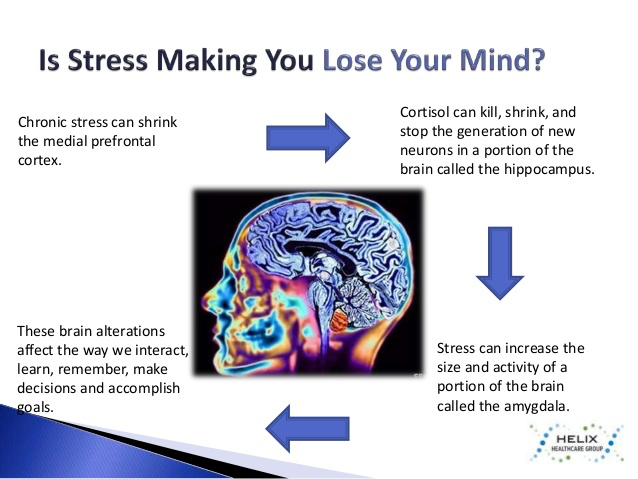 Is Stress Making You Lose Your Mind?
Chronic stress can shrink
the medial prefrontal
cortex.
Cortisol can kill, shrink, and
stop the generation of new
neurons in a portion of the
brain called the hippocampus.
Stress can increase the
size and activity of a
portion of the brain
called the amygdala.
These brain alterations
affect the way we interact,
learn, remember, make
decisions and accomplish
goals.
HELIX
HEALTHCARE GROUP